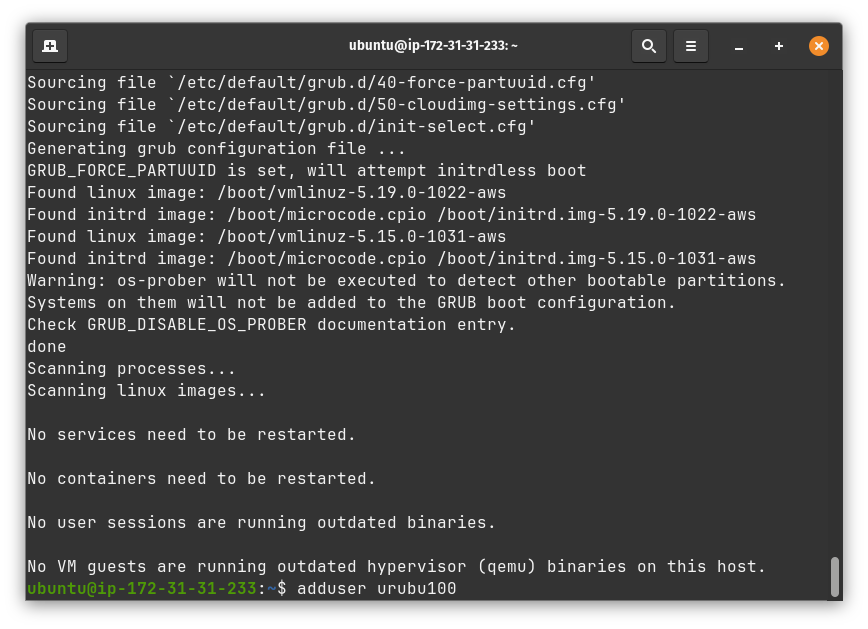 ubuntu@ip-172-31-31-233: ~
Sourcing file `/etc/default/grub.d/40-force-partuuid.cfg'
Sourcing file `/etc/default/grub.d/50-cloudimg-settings.cfg'
Sourcing file `/etc/default/grub.d/init-select.cfg'
Generating grub configuration file ...
GRUB_FORCE_PARTUUID is set, will attempt initrdless boot
Found linux image: /boot/vmlinuz-5.19.0-1022-aws
Found initrd image: /boot/microcode.cpio /boot/initrd.img-5.19.0-1022-aws
Found linux image: /boot/vmlinuz-5.15.0-1031-aws
Found initrd image: /boot/microcode.cpio /boot/initrd.img-5.15.0-1031-aws
Warning: os-prober will not be executed to detect other bootable partitions.
Systems on them will not be added to the GRUB boot configuration.
Check GRUB_DISABLE_OS_PROBER documentation entry.
done
Scanning processes...
Scanning linux images...
No services need to be restarted.
No containers need to be restarted.
No user sessions are running outdated binaries.
No VM guests are running outdated hypervisor (qemu) binaries on this host.
ubuntu@ip-172-31-31-233:~$ adduser urubu100